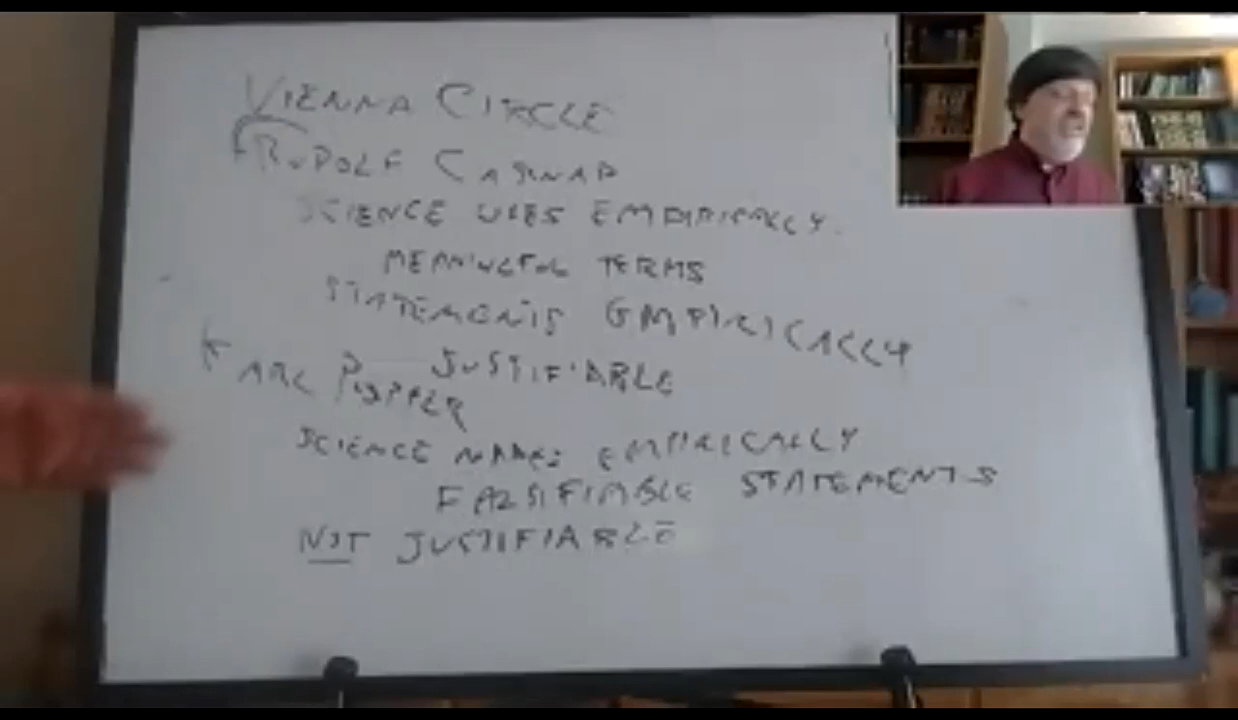 VIENNA CIRCLE
RUDOLF CARNAP
SCIENCE USES EMPIRICALLY
MEANINGFUL TERMS
STATEMENTS EMPIRICALLY
JUSTIFIABLE
KARL POPPER
SCIENCE MAKES EMPIRICALLY
FALSIFIABLE STATEMENTS
NOT JUSTIFIABLE